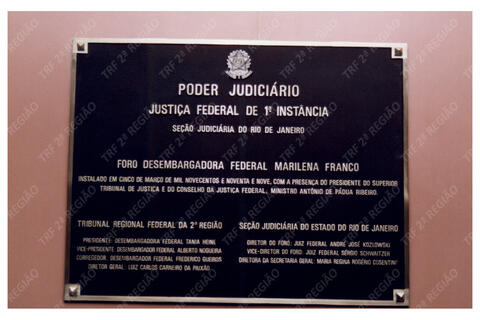 PODER JUDICIÁRIO
JUSTIÇA FEDERAL DE 1ª INSTÂNCIA
SEÇÃO JUDICIÁRIA DO RIO DE JANEIRO
FORO DESEMBARGADORA FEDERAL MARILENA FRANCO
INSTALADO EM CINCO DE MARÇO DE MIL NOVECENTOS E NOVENTA E NOVE, COM A PRESENÇA DO PRESIDENTE DO SUPERIOR
TRIBUNAL DE JUSTIÇA E DO CONSELHO DA JUSTIÇA FEDERAL, MINISTRO ANTÔNIO DE PÁDUA RIBEIRO.
TRIBUNAL REGIONAL FEDERAL DA 2ª REGIÃO
PRESIDENTE: DESEMBARGADORA FEDERAL TANIA HEINE
VICE-PRESIDENTE: DESEMBARGADOR FEDERAL ALBERTO NOGUEIRA
CORREGEDOR: DESEMBARGADOR FEDERAL FREDERICO GUEIROS
DIRETOR GERAL: LUIZ CARLOS CARNEIRO DA PAIXÃO
SEÇÃO JUDICIÁRIA DO ESTADO DO RIO DE JANEIRO
DIRETOR DO FORO: JUIZ FEDERAL ANDRÉ JOSÉ KOZLOWSKI
VICE-DIRETOR DO FORO: JUIZ FEDERAL SÉRGIO SCHWAITZER
DIRETORA DA SECRETARIA GERAL: MARIA REGINA ROGÉRIO COSENTINI
TRF 2ª REGIÃO